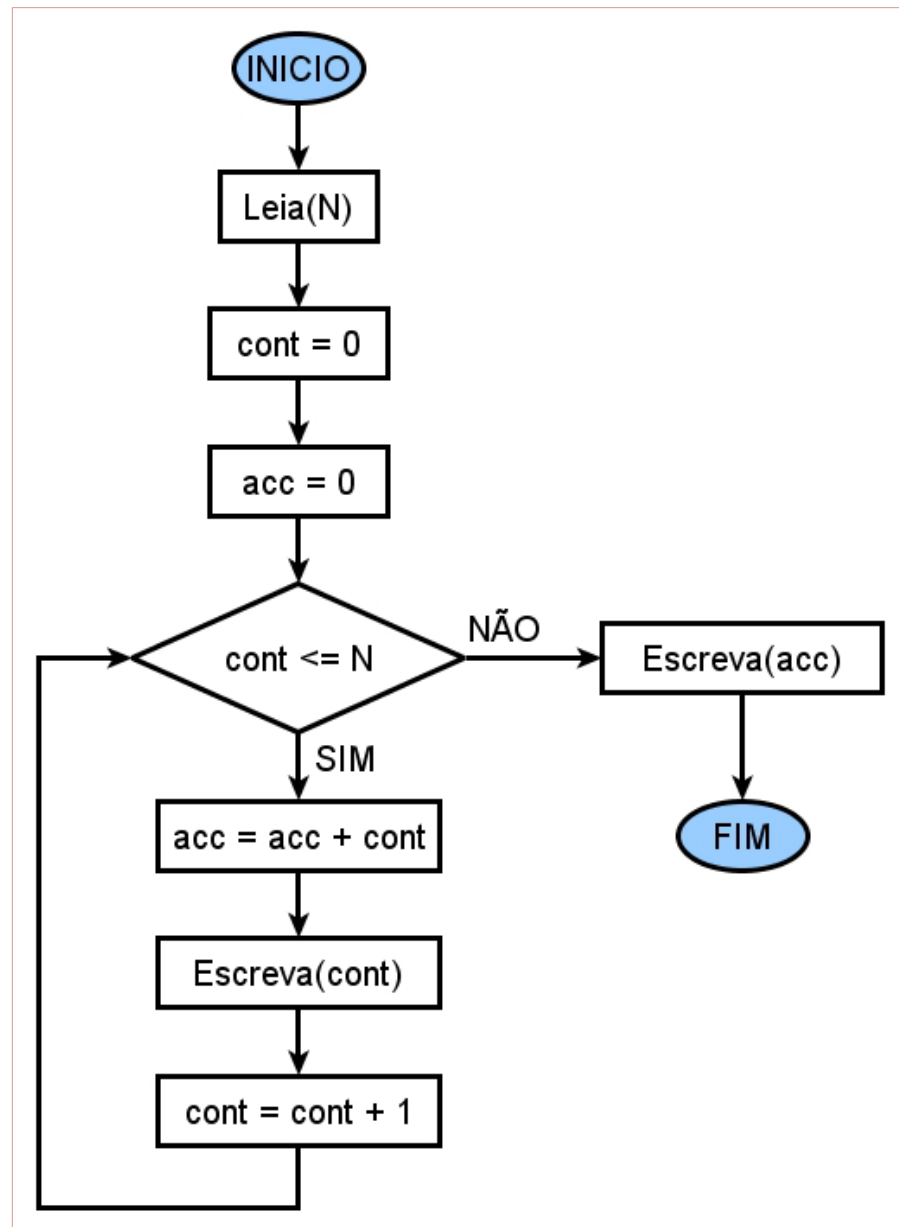 INICIO
Leia(N)
cont = 0
acc = 0
cont <= N
NÃO
Escreva(acc)
SIM
acc = acc + cont
FIM
Escreva(cont)
cont = cont + 1